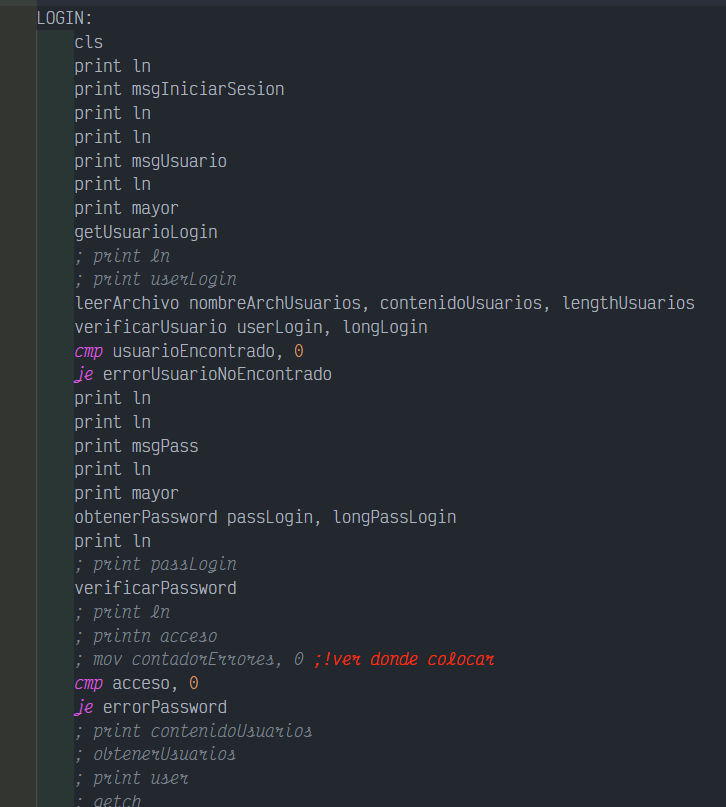 LOGIN:
cls
print ln
print msgIniciarSesion
print ln
print ln
print msgUsuario
print ln
print mayor
getUsuarioLogin
; print ln
; print userLogin
leerArchivo nombreArchUsuarios, contenidoUsuarios, lengthUsuarios
verificarUsuario userLogin, longLogin
cmp usuarioEncontrado, 0
je errorUsuarioNoEncontrado
print ln
print ln
print msgPass
print ln
print mayor
obtenerPassword passLogin, longPassLogin
print ln
; print passLogin
verificarPassword
; print ln
; printn acceso
; mov contadorErrores, 0 ;!ver donde colocar
cmp acceso, 0
je errorPassword
; print contenidoUsuarios
; obtenerUsuarios
; print user
; getch